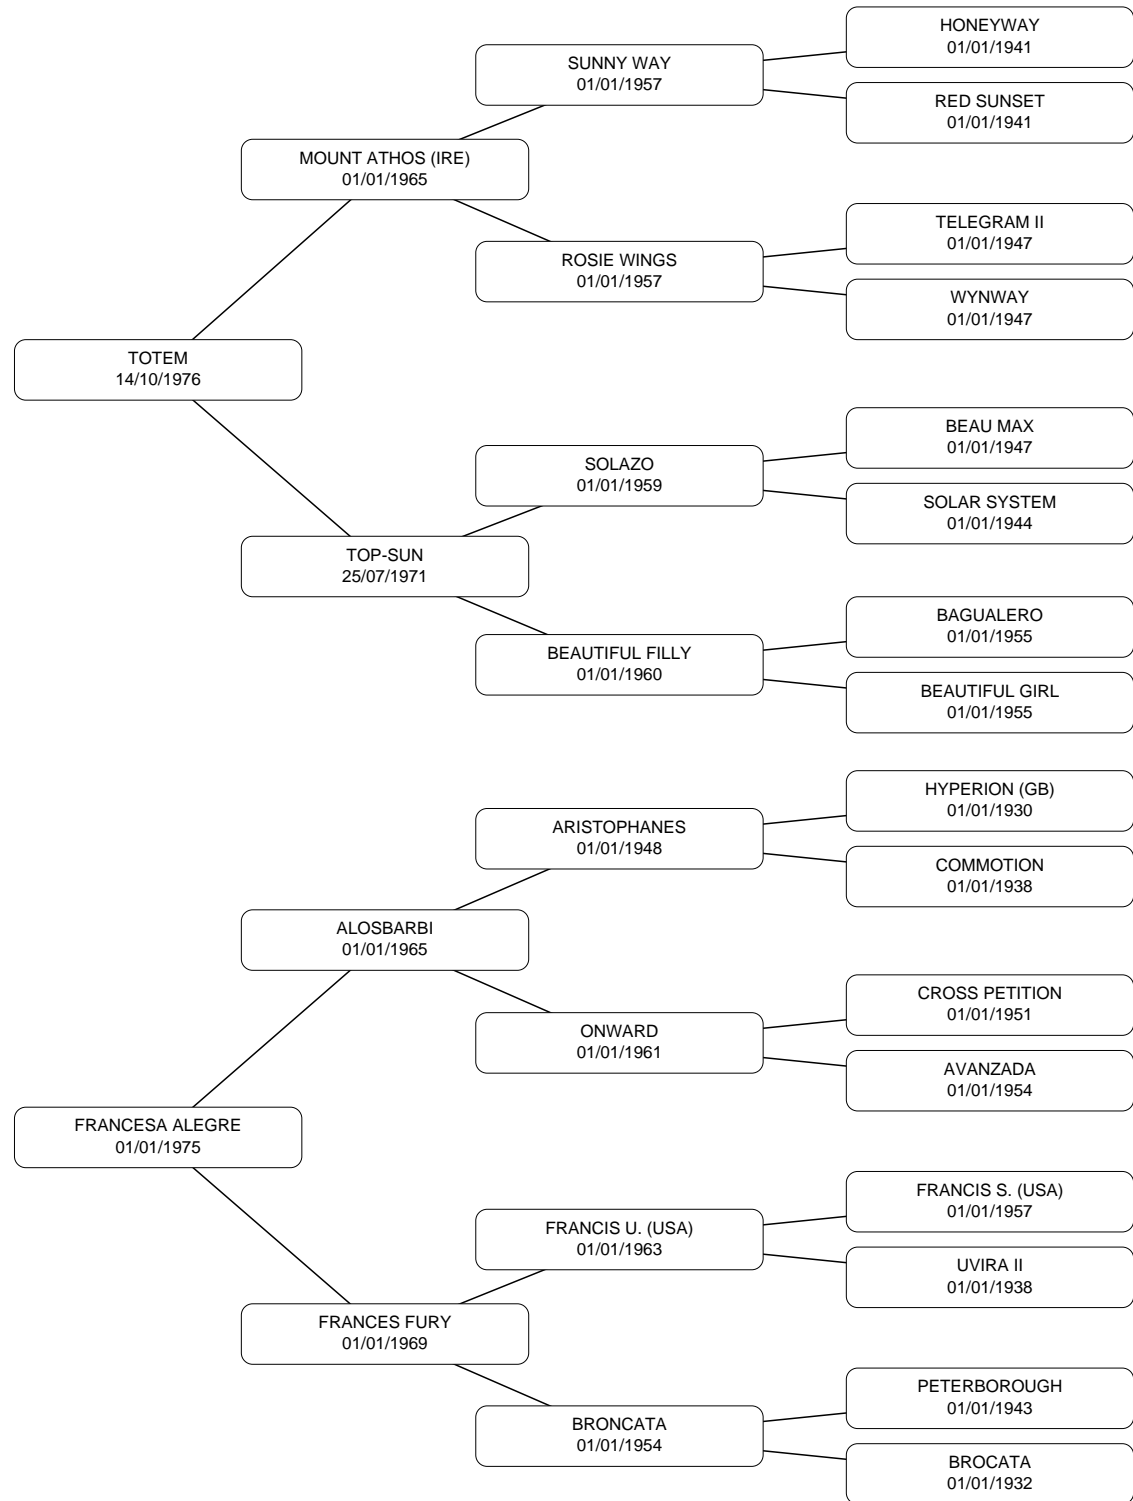 HONEYWAY
01/01/1941
SUNNY WAY
01/01/1957
RED SUNSET
01/01/1941
MOUNT ATHOS (IRE)
01/01/1965
TELEGRAM II
01/01/1947
ROSIE WINGS
01/01/1957
WYNWAY
01/01/1947
TOTEM
14/10/1976
BEAU MAX
01/01/1947
SOLAZO
01/01/1959
SOLAR SYSTEM
01/01/1944
TOP-SUN
25/07/1971
BAGUALERO
01/01/1955
BEAUTIFUL FILLY
01/01/1960
BEAUTIFUL GIRL
01/01/1955
HYPERION (GB)
01/01/1930
ARISTOPHANES
01/01/1948
COMMOTION
01/01/1938
ALOSBARBI
01/01/1965
CROSS PETITION
01/01/1951
ONWARD
01/01/1961
AVANZADA
01/01/1954
FRANCESA ALEGRE
01/01/1975
FRANCIS S. (USA)
01/01/1957
FRANCIS U. (USA)
01/01/1963
UVIRA II
01/01/1938
FRANCES FURY
01/01/1969
PETERBOROUGH
01/01/1943
BRONCATA
01/01/1954
BROCATA
01/01/1932